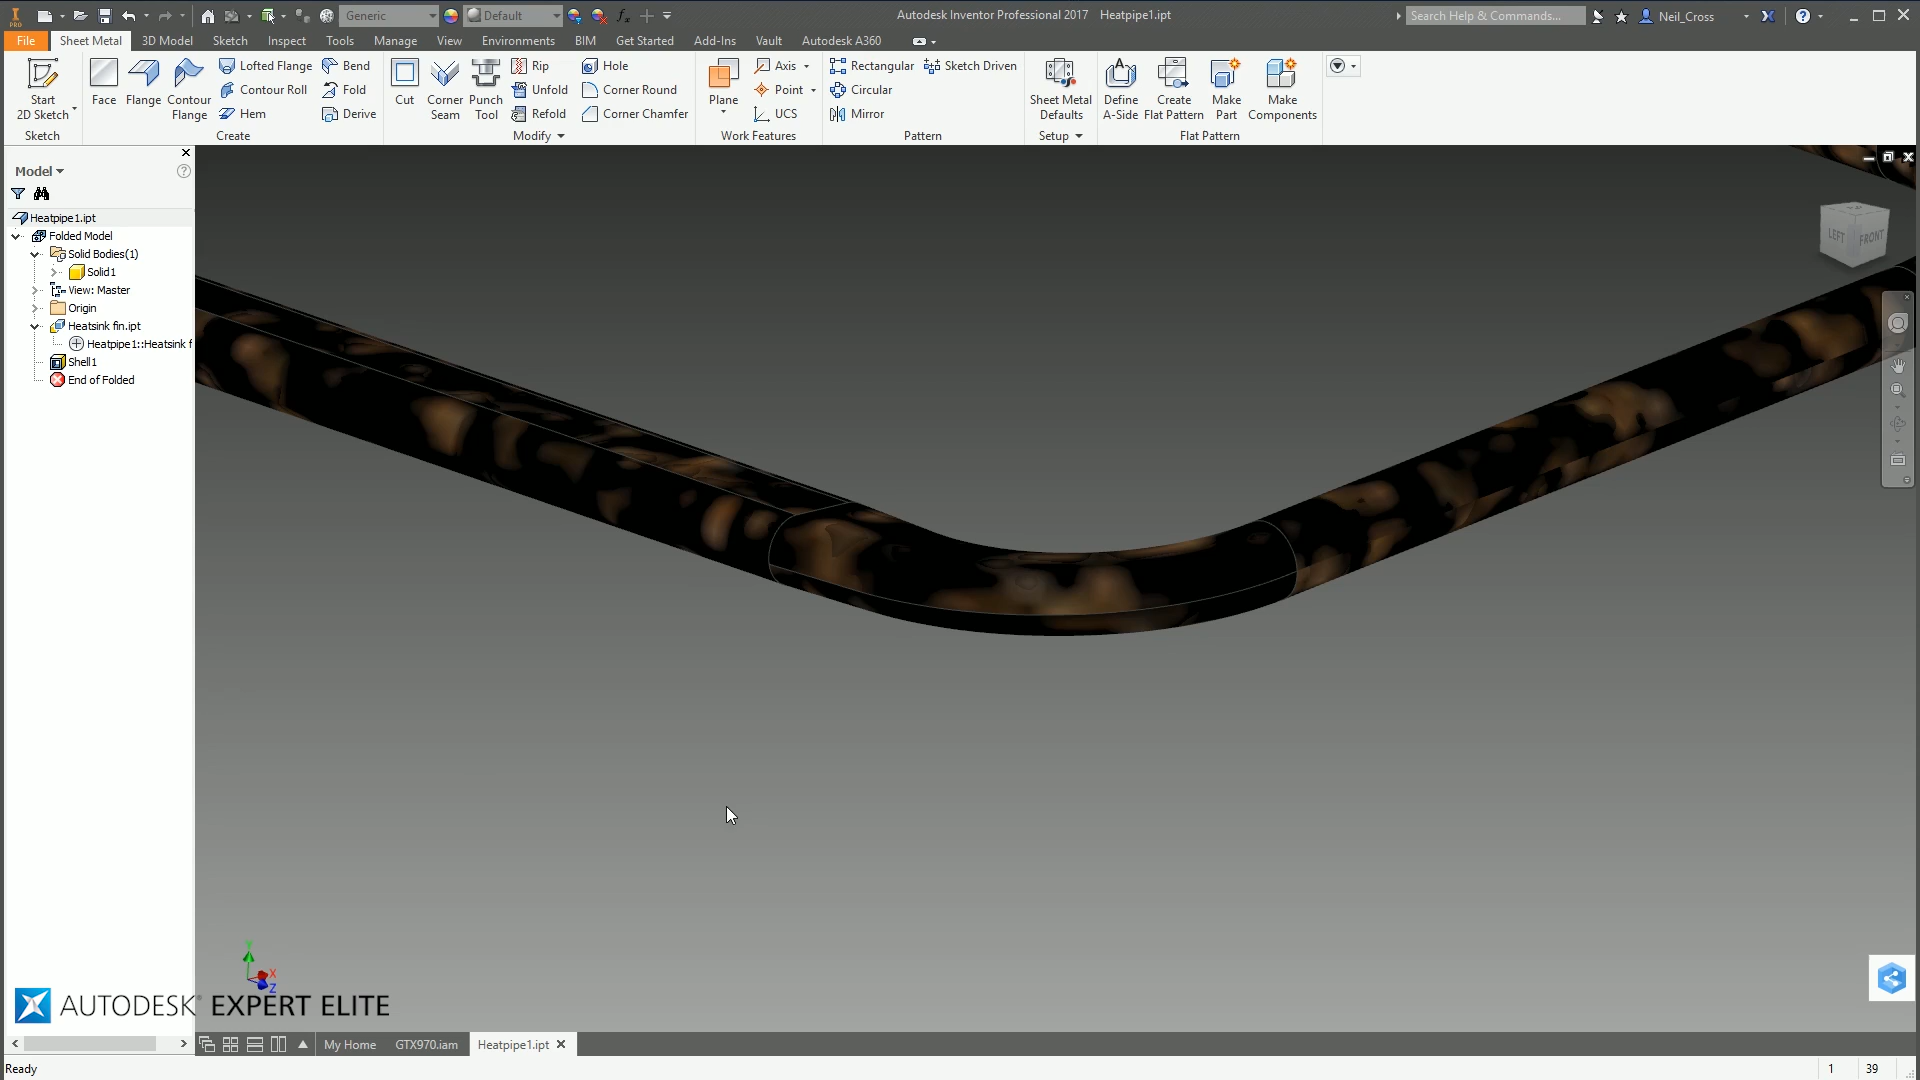 PRO Generic Default Autodesk Inventor Professional 2017 Heatpipe1.ipt Search Help & Commands... Neil_Cross
File Sheet Metal 3D Model Sketch Inspect Tools Manage View Environments BIM Get Started Add-Ins Vault Autodesk A360
Start 2D Sketch
Sketch
Face Flange Contour Flange
Lofted Flange Bend
Contour Roll Fold
Hem Derive
Create
Cut Corner Seam Punch Tool
Rip Hole
Unfold Corner Round
Refold Corner Chamfer
Modify
Plane
Axis
Point
UCS
Work Features
Rectangular Sketch Driven
Circular
Mirror
Pattern
Sheet Metal Defaults
Setup
Define A-Side Create Flat Pattern Make Part Make Components
Flat Pattern
Model
Heatpipe1.ipt
Folded Model
Solid Bodies(1)
Solid1
View: Master
Origin
Heatsink fin.ipt
Heatpipe1::Heatsink f
Shell1
End of Folded
LEFT FRONT
Y
X
Z
AUTODESK EXPERT ELITE
My Home GTX970.iam Heatpipe1.ipt
Ready 1 39